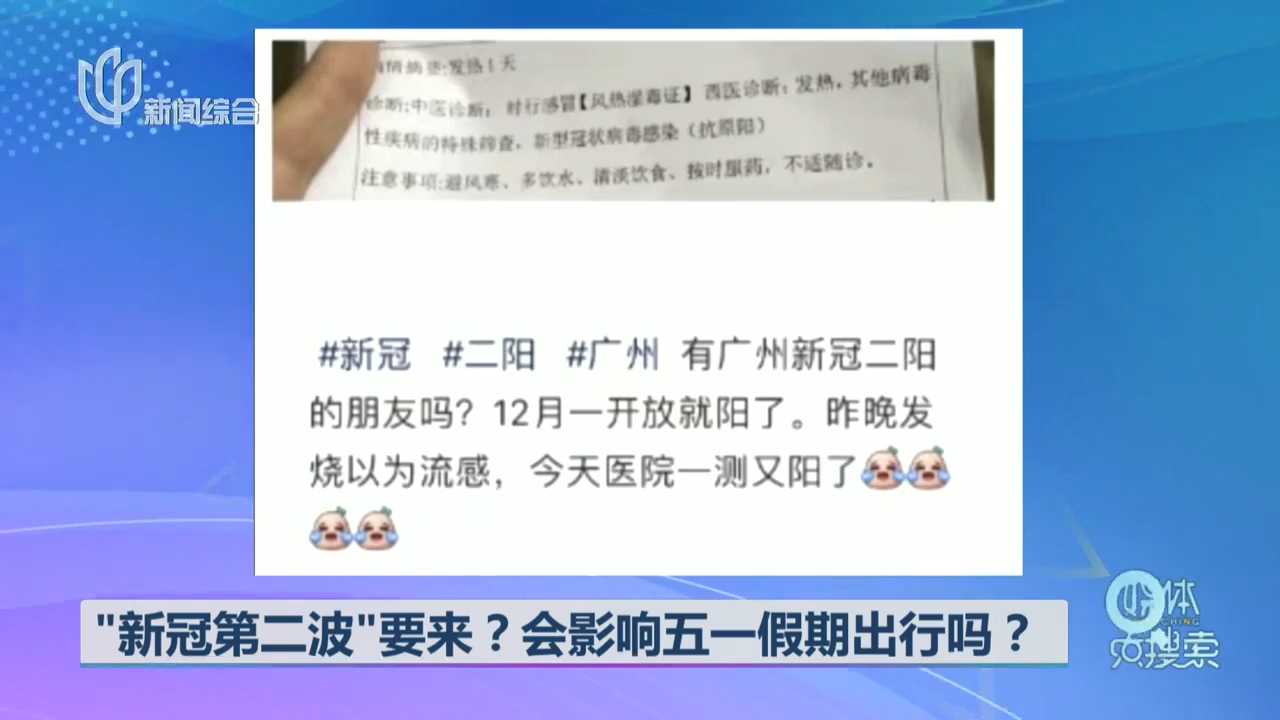 新闻综合
病情病史:发热1天
诊断:中医诊断：时行感冒【风热湿毒证】 西医诊断：发热，其他病毒
性疾病的特殊筛查，新型冠状病毒感染（抗原阳）
注意事项:避风寒、多饮水、清淡饮食、按时服药，不适随诊。
#新冠 #二阳 #广州 有广州新冠二阳
的朋友吗？12月一开放就阳了。昨晚发
烧以为流感，今天医院一测又阳了
"新冠第二波"要来？会影响五一假期出行吗？
体
CHING
大搜索